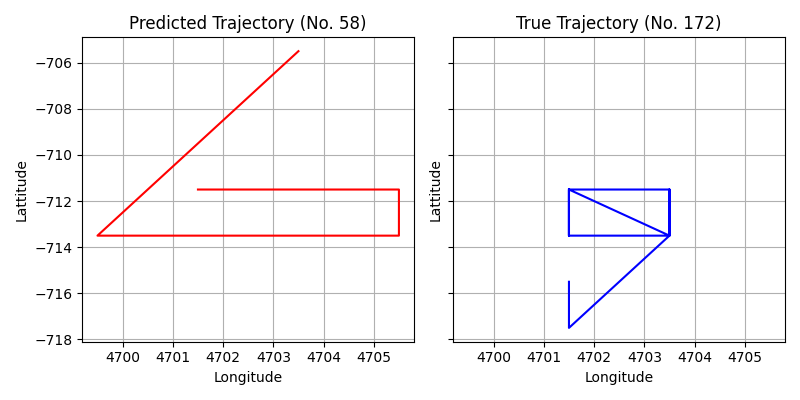 Predicted Trajectory (No. 58)
True Trajectory (No. 172)
Lattitude
−706
−708
−710
−712
−714
−716
−718
4700 4701 4702 4703 4704 4705
Longitude
Lattitude
4700 4701 4702 4703 4704 4705
Longitude